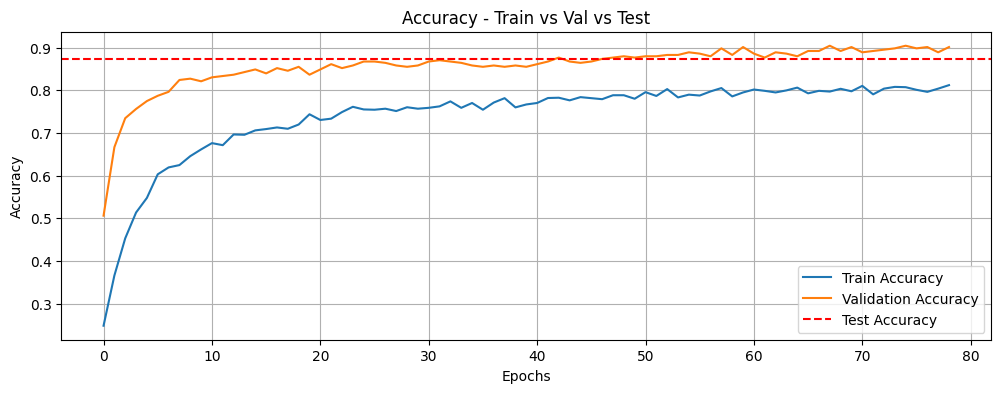 Accuracy - Train vs Val vs Test
Accuracy
0.9
0.8
0.7
0.6
0.5
0.4
0.3
0 10 20 30 40 50 60 70 80
Epochs
Train Accuracy
Validation Accuracy
Test Accuracy